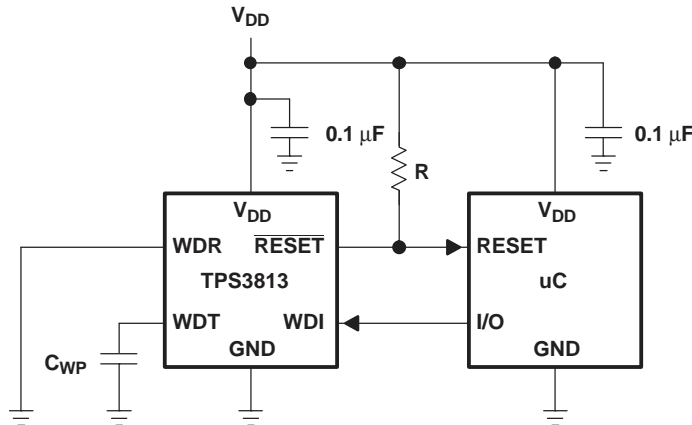 VDD
0.1 μF
0.1 μF
R
VDD
VDD
WDR
RESET
RESET
TPS3813
uC
WDT
WDI
I/O
CWP
GND
GND